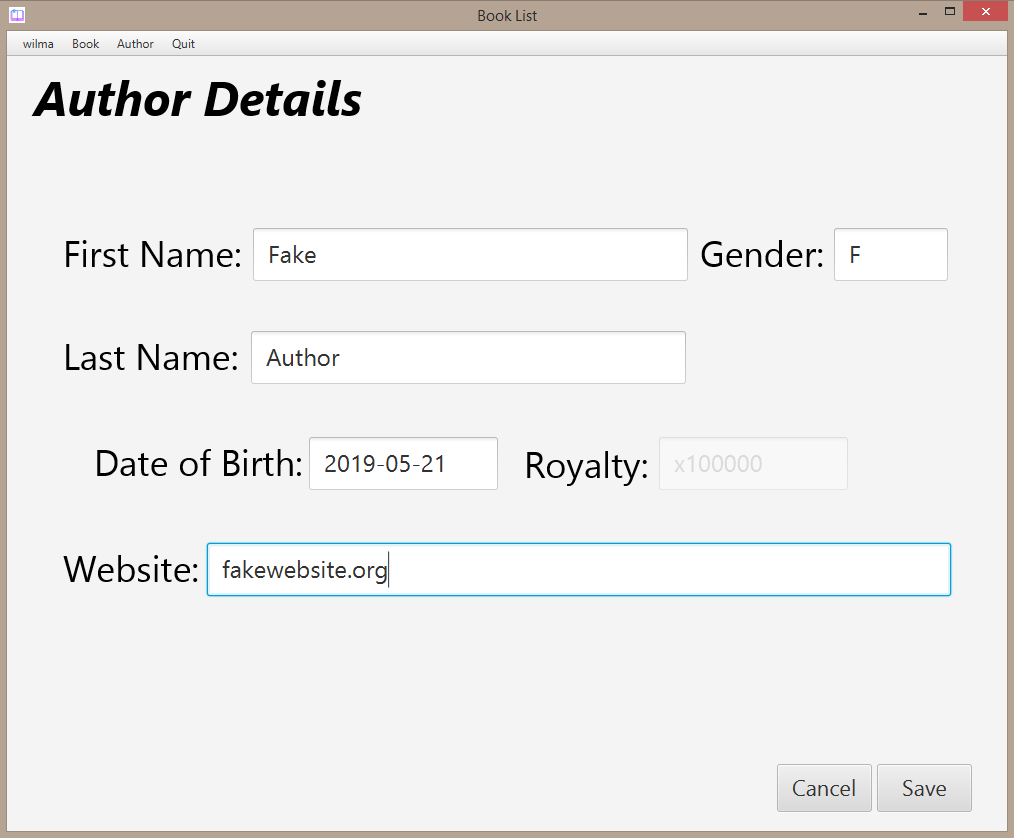 Book List
wilma Book Author Quit
Author Details
First Name: Fake Gender: F
Last Name: Author
Date of Birth: 2019-05-21 Royalty: x100000
Website: fakewebsite.org
Cancel Save